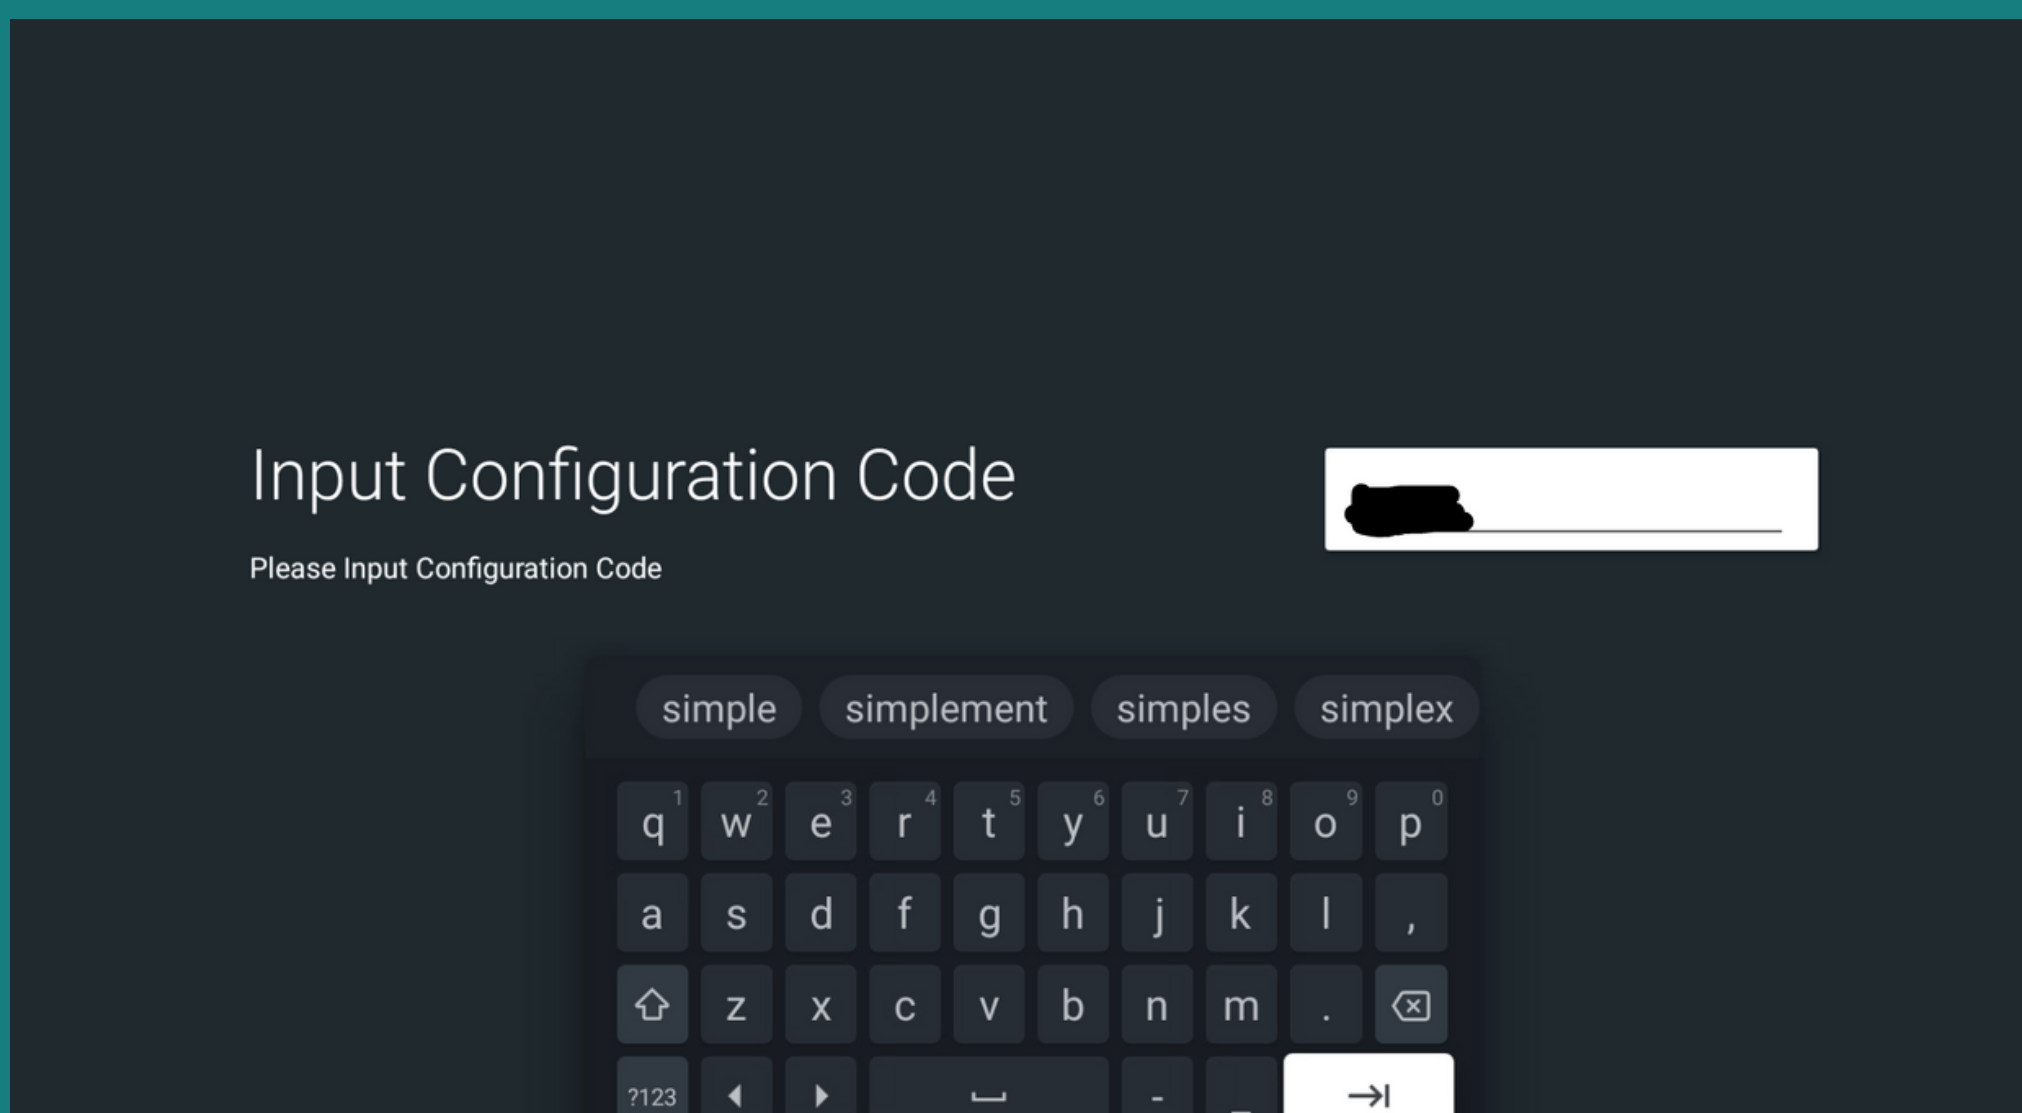 Input Configuration Code
Please Input Configuration Code
simple simplement simples simplex
q 1 w 2 e 3 r 4 t 5 y 6 u 7 i 8 o 9 p 0
a s d f g h j k l ,
z x c v b n m .
?123 - _